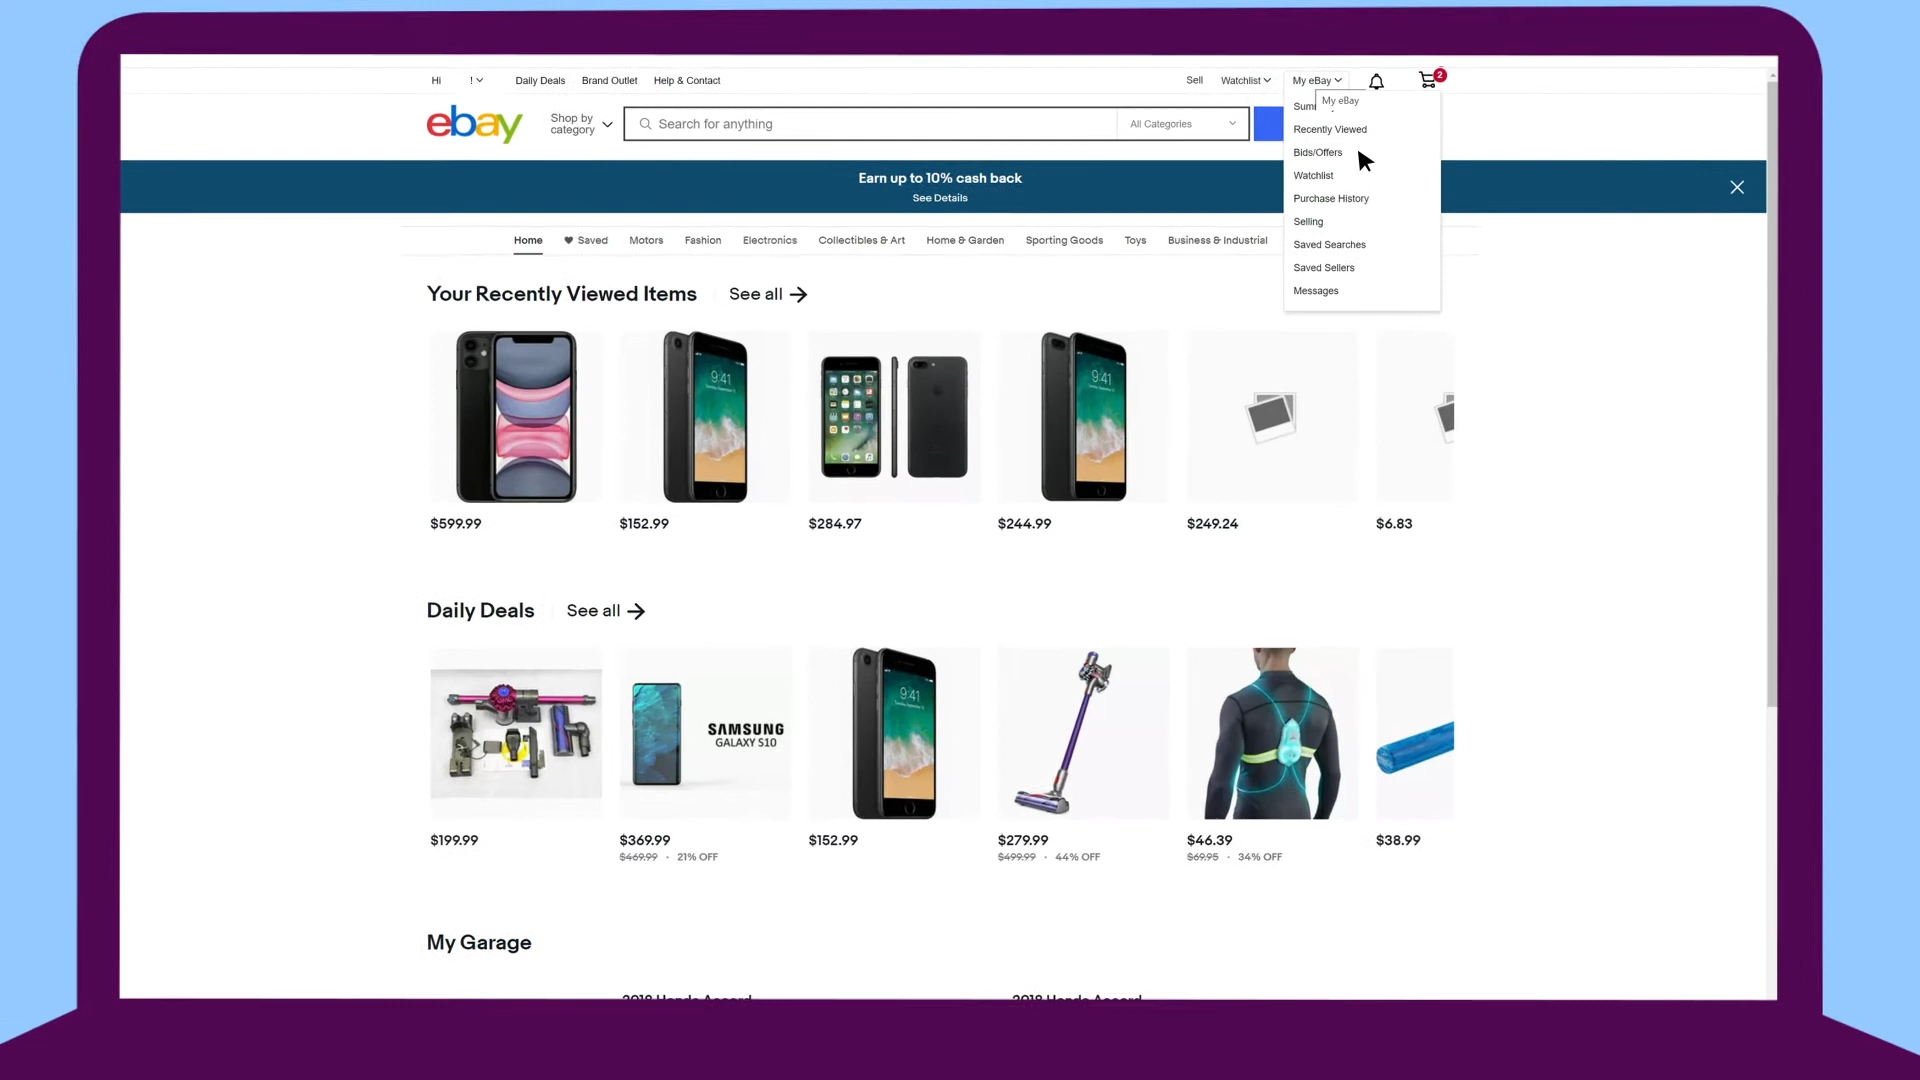 Hi ! Daily Deals Brand Outlet Help & Contact Sell Watchlist My eBay 2
ebay
Shop by
category
Search for anything
All Categories
My eBay
Recently Viewed
Bids/Offers
Watchlist
Purchase History
Selling
Saved Searches
Saved Sellers
Messages
Earn up to 10% cash back
See Details
Home Saved Motors Fashion Electronics Collectibles & Art Home & Garden Sporting Goods Toys Business & Industrial
Your Recently Viewed Items See all
9:41
9:41
$599.99 $152.99 $284.97 $244.99 $249.24 $6.83
Daily Deals See all
SAMSUNG
GALAXY S10
9:41
$199.99 $369.99 $152.99 $279.99 $46.39 $38.99
$469.99 · 21% OFF $499.99 · 44% OFF $69.95 · 34% OFF
My Garage
2018 Honda Accord 2018 Honda Accord